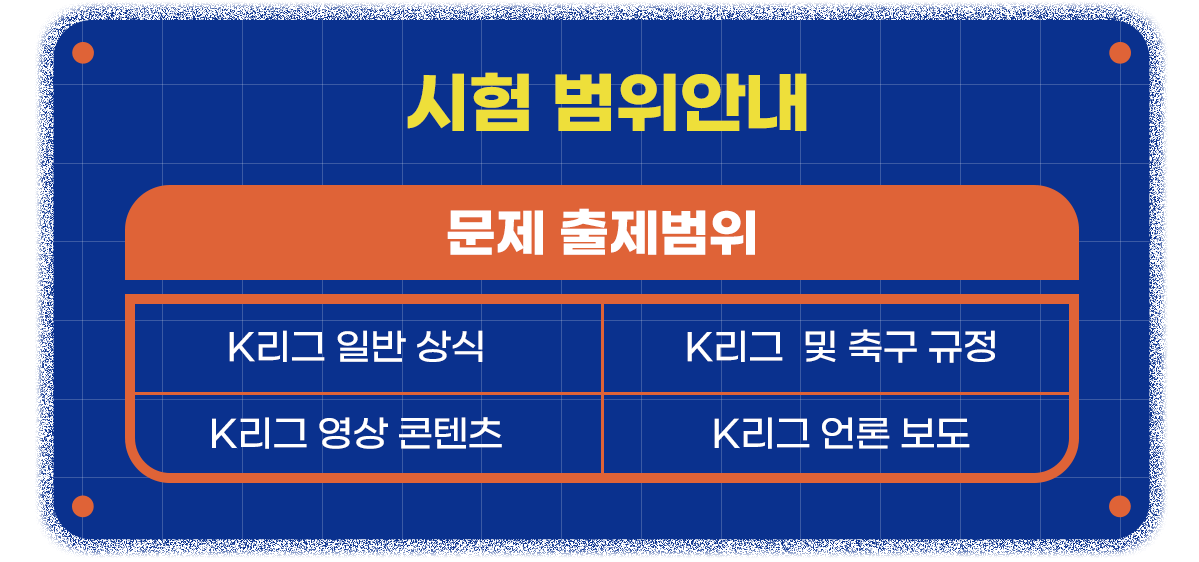 시험 범위안내
문제 출제범위
K리그 일반 상식
K리그 및 축구 규정
K리그 영상 콘텐츠
K리그 언론 보도